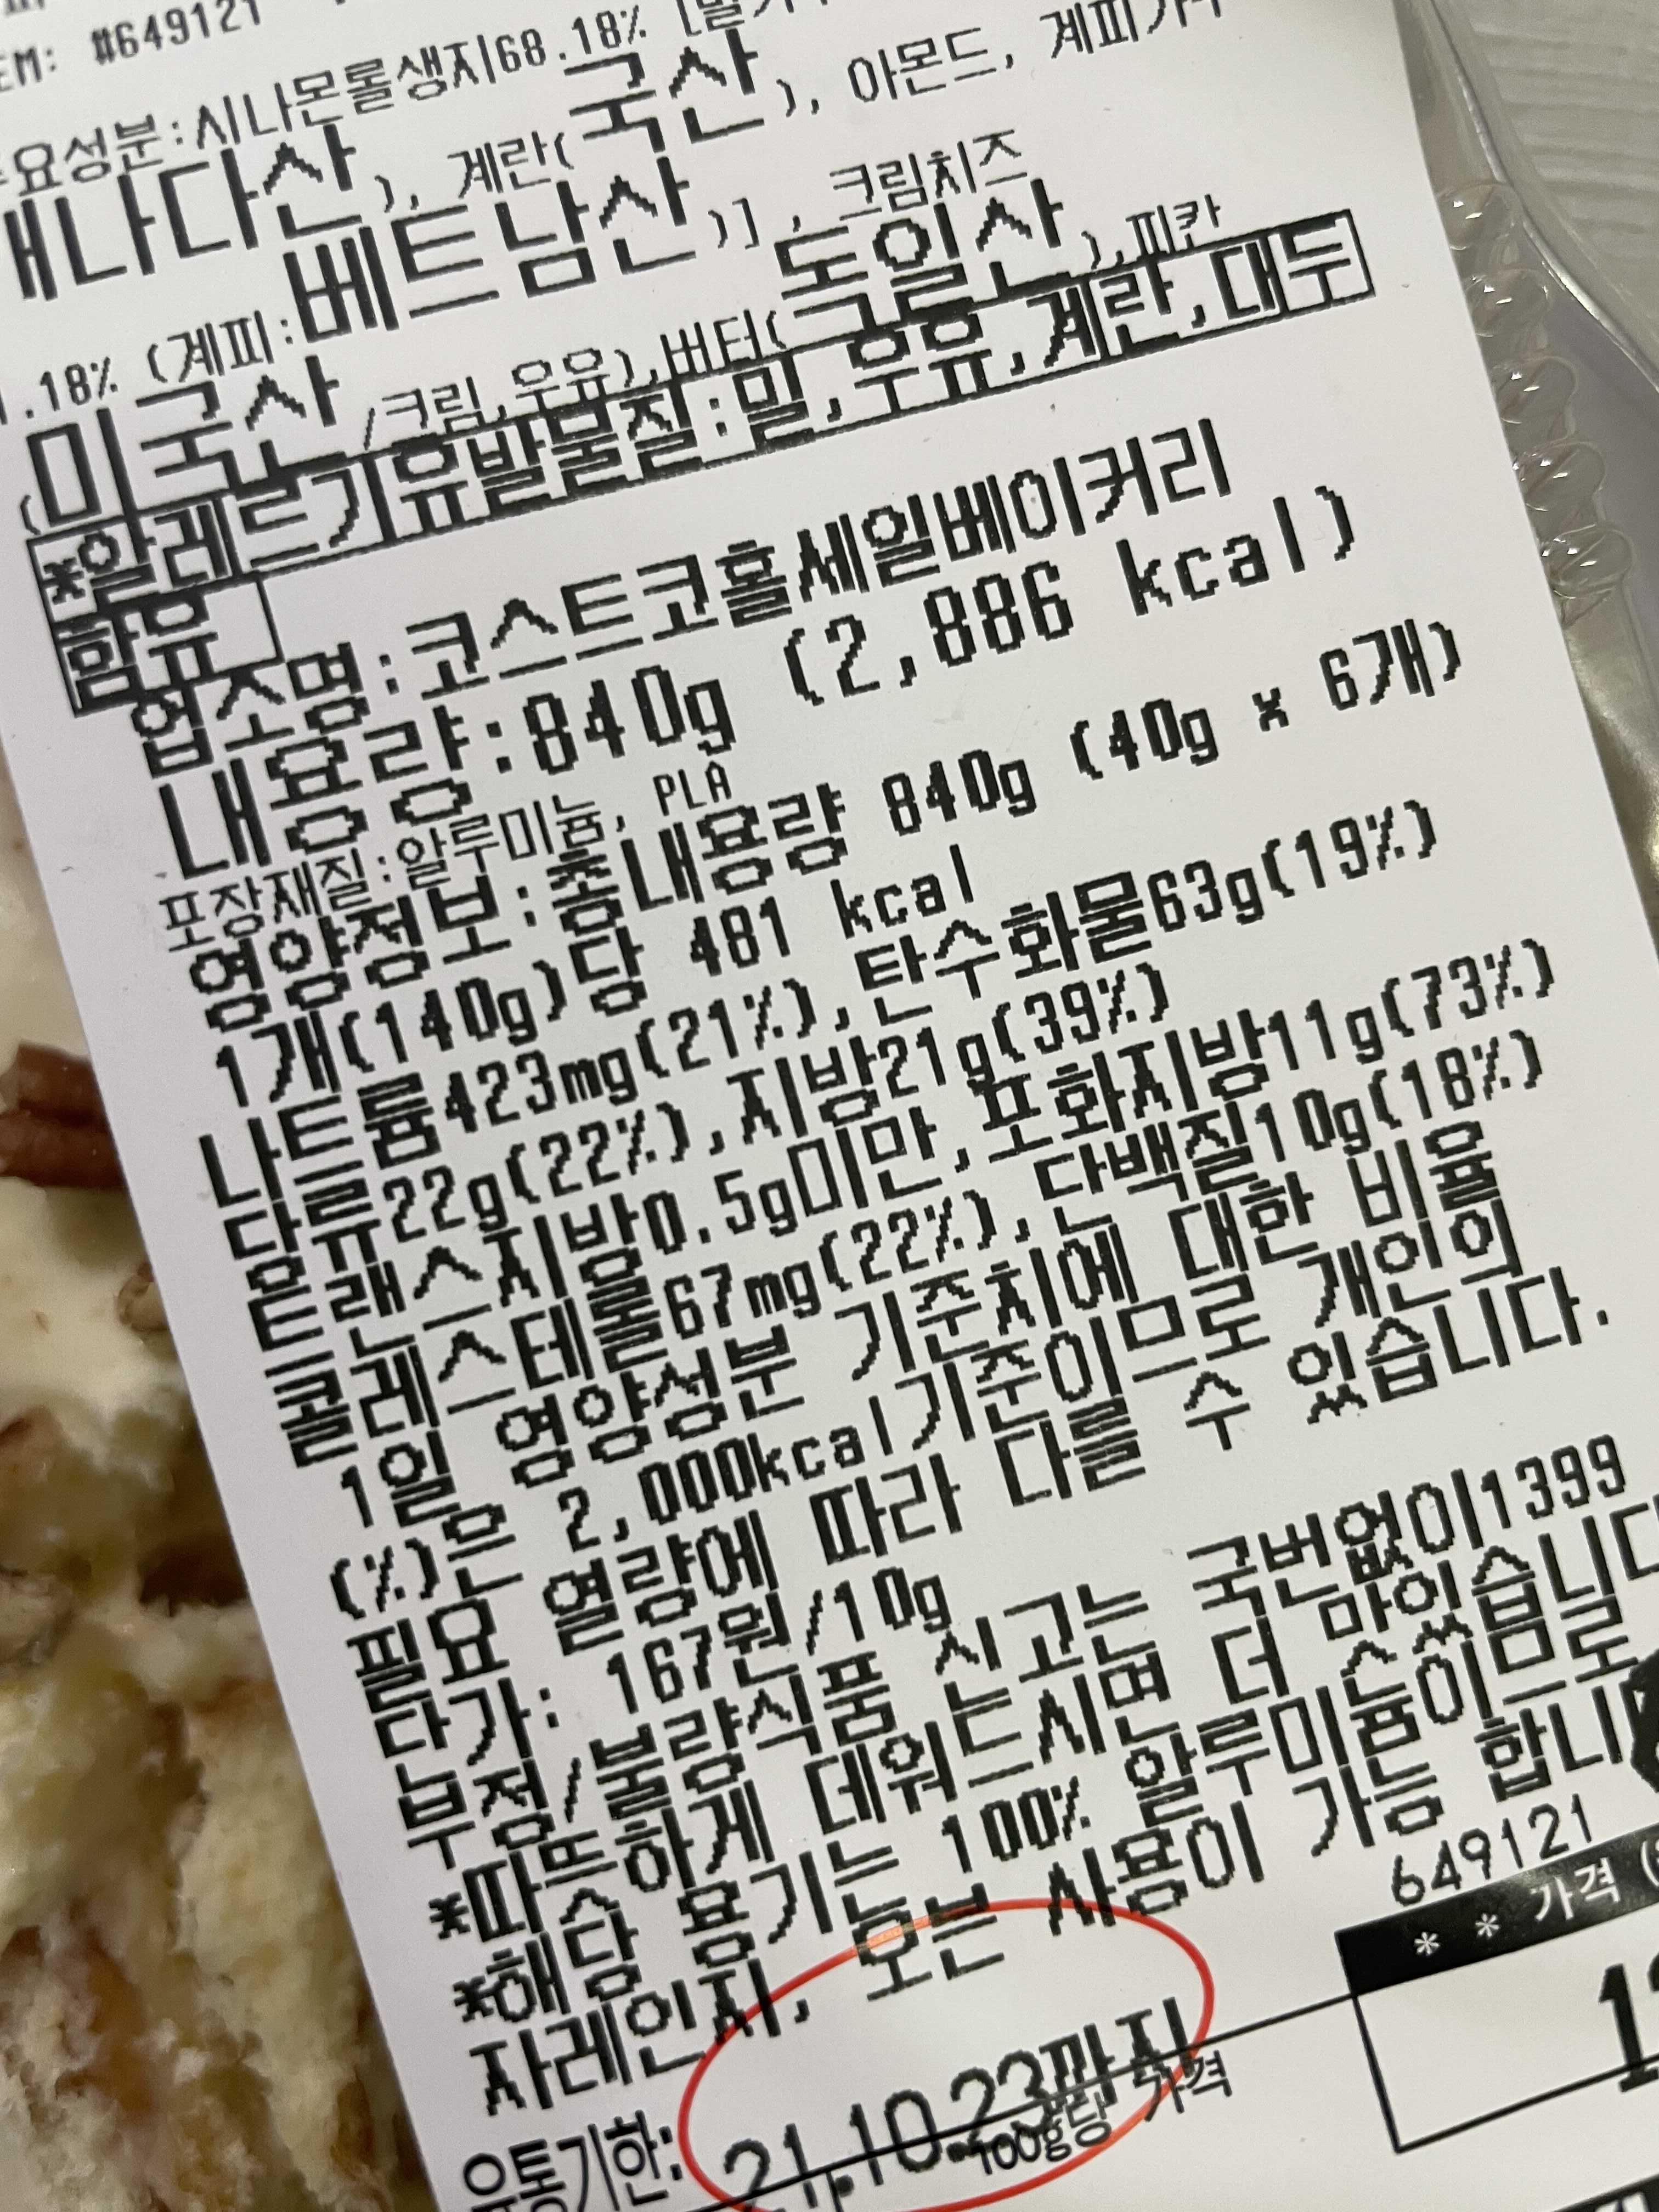 EM: #649121
요성분:시나몬롤생지68.18%
캐나다산), 계란(국산), 아몬드, 계피가루
.18% (계피:베트남산)], 크림치즈
(미국산/크림,우유),버터(독일산),피칸
*알레르기유발물질:밀,우유,계란,대두
함유
업소명:코스트코홀세일베이커리
내용량:840g (2,886 kcal)
포장재질:알루미늄, PLA
영양정보:총내용량 840g (40g * 6개)
1개(140g)당 481 kcal
나트륨423mg(21%),탄수화물63g(19%)
당류22g(22%),지방21g(39%)
트랜스지방0.5g미만,포화지방11g(73%)
콜레스테롤67mg(22%),단백질10g(18%)
1일 영양성분 기준치에 대한 비율
(%)은 2,000kcal기준이므로 개인의
필요 열량에 따라 다를 수 있습니다.
단가: 167원/10g
부정/불량식품 신고는 국번없이1399
*따뜻하게 데워드시면 더 맛있습니다
*해당 용기는 100% 알루미늄이므로
자레인지, 오븐 사용이 가능 합니
649121
* * 가격 (
유통기한: 21.10.23까지
100g당 가격